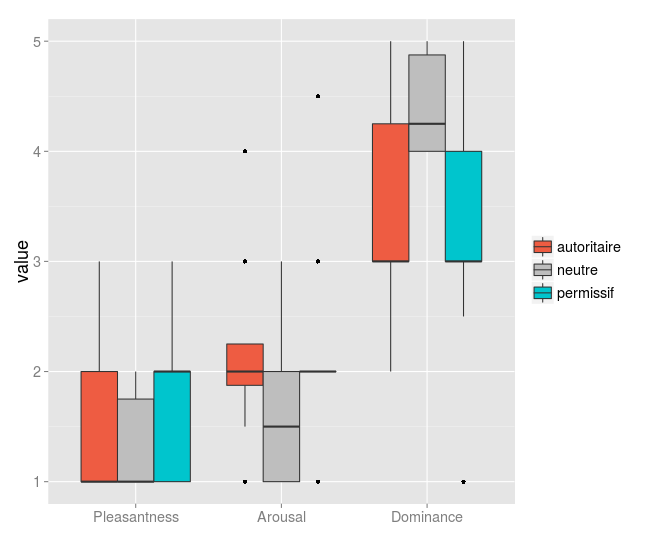 5
4
3
2
1
value
Pleasantness Arousal Dominance
autoritaire
neutre
permissif